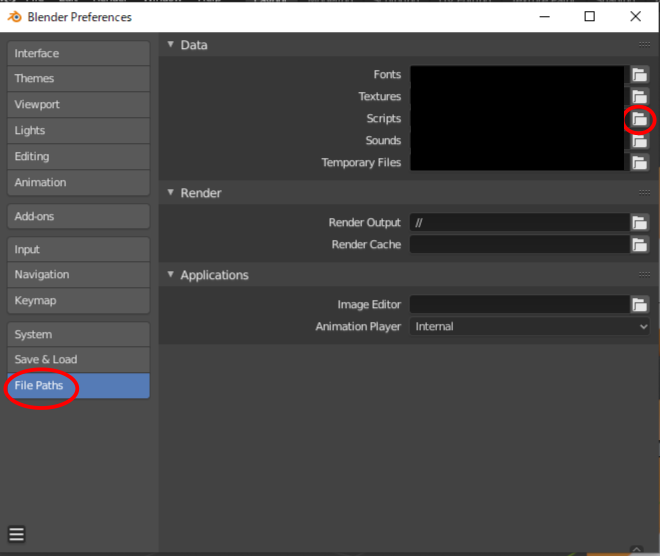 Blender Preferences
Interface
Themes
Viewport
Lights
Editing
Animation
Add-ons
Input
Navigation
Keymap
System
Save & Load
File Paths
Data
Fonts
Textures
Scripts
Sounds
Temporary Files
Render
Render Output //
Render Cache
Applications
Image Editor
Animation Player Internal